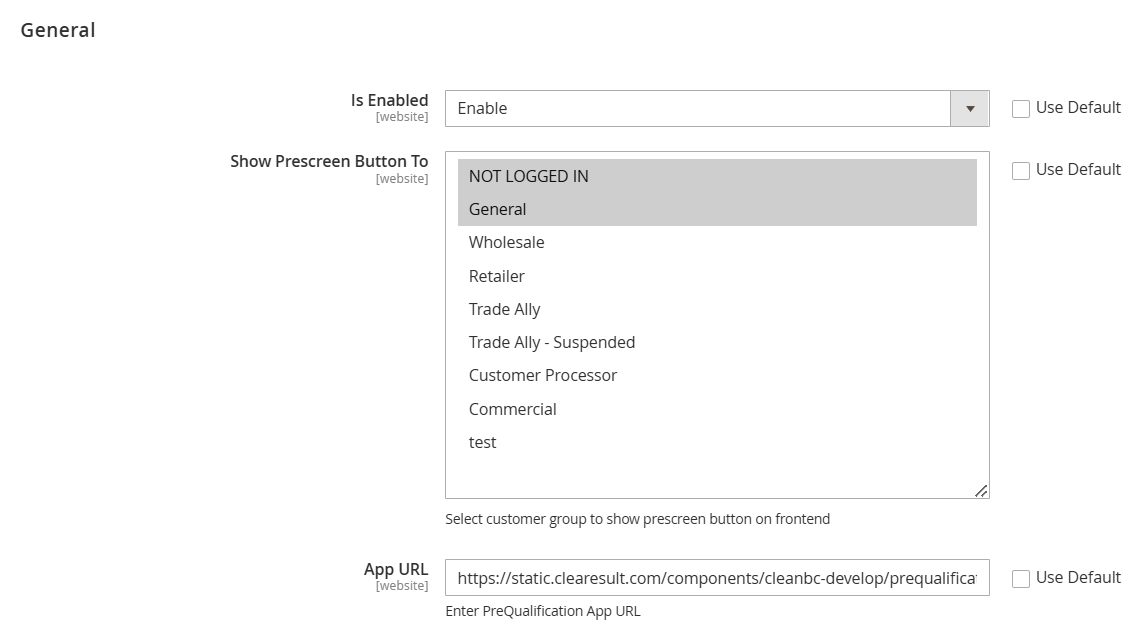 General
Is Enabled
[website]
Enable
Use Default
Show Prescreen Button To
[website]
NOT LOGGED IN
General
Wholesale
Retailer
Trade Ally
Trade Ally - Suspended
Customer Processor
Commercial
test
Use Default
Select customer group to show prescreen button on frontend
App URL
[website]
https://static.clearesult.com/components/cleanbc-develop/prequalificat
Use Default
Enter PreQualification App URL